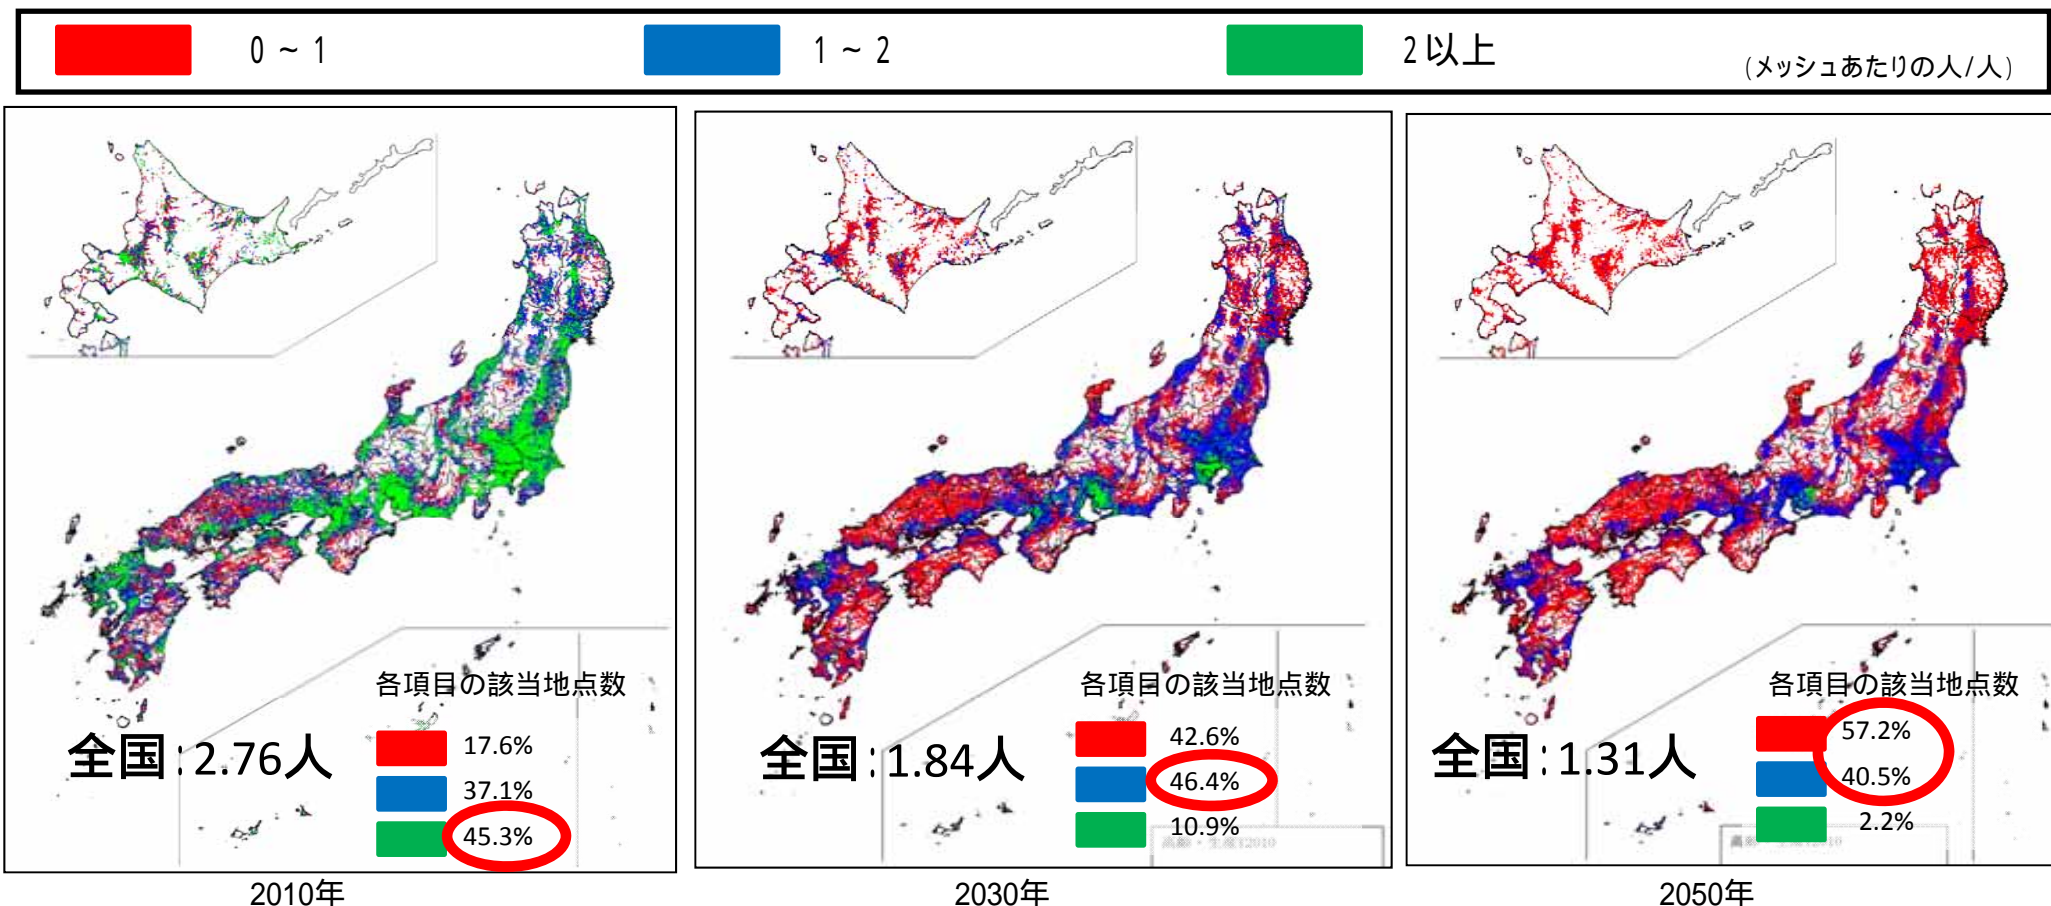 0 ~ 1
1 ~ 2
2以上
(メッシュあたりの人/人)
各項目の該当地点数
全国:2.76人
17.6%
37.1%
45.3%
2010年
各項目の該当地点数
全国:1.84人
42.6%
46.4%
10.9%
2030年
各項目の該当地点数
全国:1.31人
57.2%
40.5%
2.2%
2050年